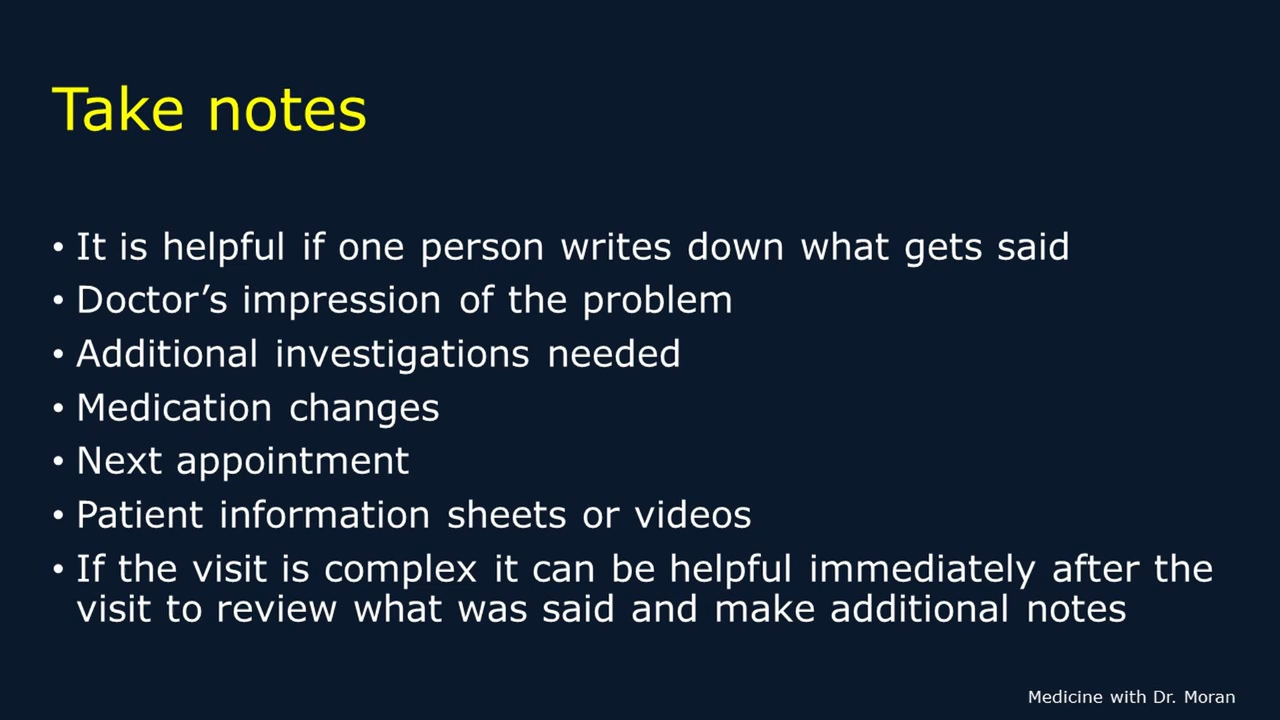 Take notes
• It is helpful if one person writes down what gets said
• Doctor’s impression of the problem
• Additional investigations needed
• Medication changes
• Next appointment
• Patient information sheets or videos
• If the visit is complex it can be helpful immediately after the
visit to review what was said and make additional notes
Medicine with Dr. Moran